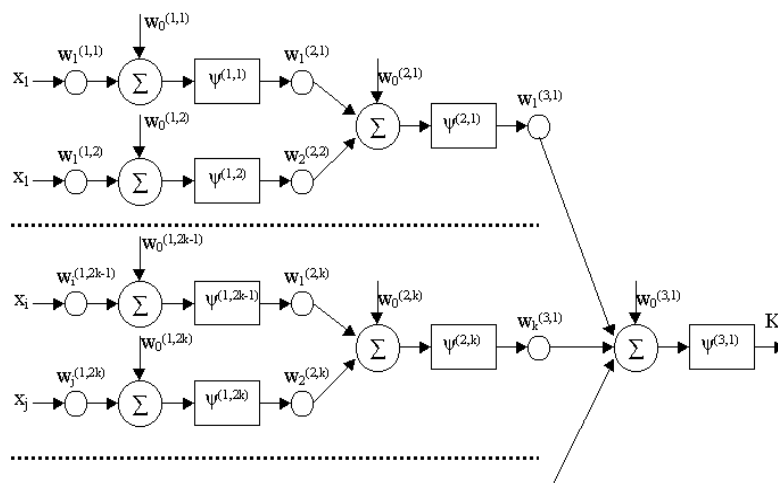 w₀⁽¹,¹⁾
x₁ w₁⁽¹,¹⁾ Σ ψ⁽¹,¹⁾ w₁⁽²,¹⁾
w₀⁽²,¹⁾
Σ ψ⁽²,¹⁾ w₁⁽³,¹⁾
w₀⁽¹,²⁾
x₁ w₁⁽¹,²⁾ Σ ψ⁽¹,²⁾ w₂⁽²,²⁾
w₀⁽¹,²ᵏ⁻¹⁾
xᵢ wᵢ⁽¹,²ᵏ⁻¹⁾ Σ ψ⁽¹,²ᵏ⁻¹⁾ w₁⁽²,ᵏ⁾
w₀⁽²,ᵏ⁾
Σ ψ⁽²,ᵏ⁾ wₖ⁽³,¹⁾
w₀⁽³,¹⁾
Σ ψ⁽³,¹⁾ K
w₀⁽¹,²ᵏ⁾
xⱼ wⱼ⁽¹,²ᵏ⁾ Σ ψ⁽¹,²ᵏ⁾ w₂⁽²,ᵏ⁾